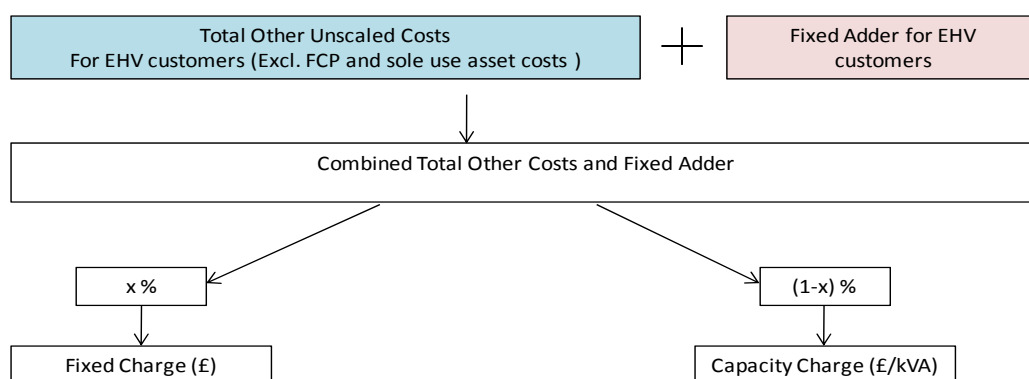 Total Other Unscaled Costs
For EHV customers (Excl. FCP and sole use asset costs )
Fixed Adder for EHV
customers
Combined Total Other Costs and Fixed Adder
x %
(1-x) %
Fixed Charge (£)
Capacity Charge (£/kVA)